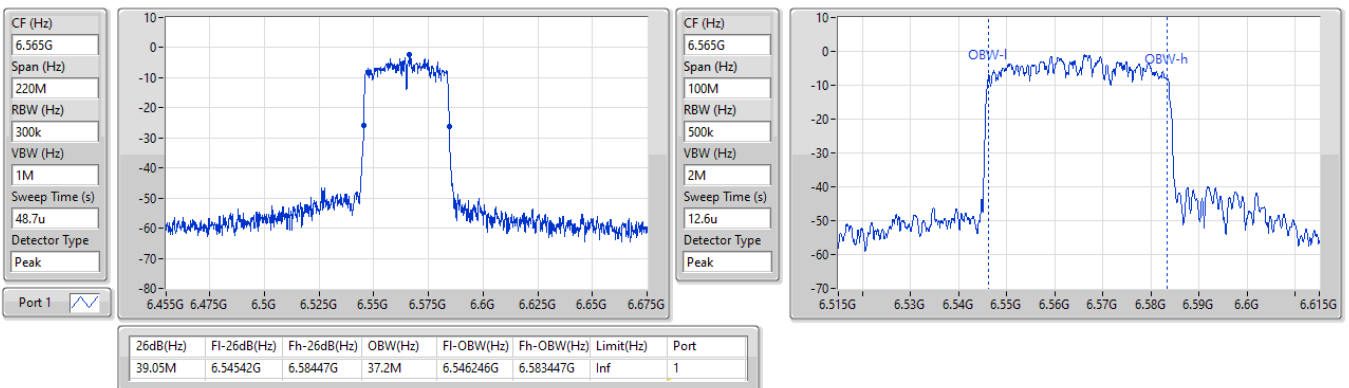 CF (Hz)
6.565G
Span (Hz)
220M
RBW (Hz)
300k
VBW (Hz)
1M
Sweep Time (s)
48.7u
Detector Type
Peak
Port 1
10-
0-
-10-
-20-
-30-
-40-
-50-
-60-
-70-
-80-
6.455G 6.475G 6.5G 6.525G 6.55G 6.575G 6.6G 6.625G 6.65G 6.675G
CF (Hz)
6.565G
Span (Hz)
100M
RBW (Hz)
500k
VBW (Hz)
2M
Sweep Time (s)
12.6u
Detector Type
Peak
10-
0-
-10-
-20-
-30-
-40-
-50-
-60-
-70-
OBW-l OBW-h
6.515G 6.53G 6.54G 6.55G 6.56G 6.57G 6.58G 6.59G 6.6G 6.615G
26dB(Hz) Fl-26dB(Hz) Fh-26dB(Hz) OBW(Hz) Fl-OBW(Hz) Fh-OBW(Hz) Limit(Hz) Port
39.05M 6.54542G 6.58447G 37.2M 6.546246G 6.583447G Inf 1